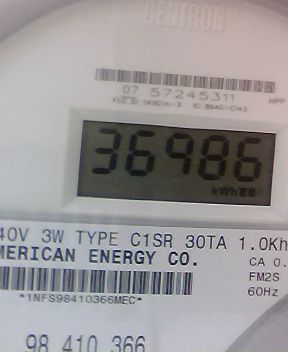 CENTRON
07 57245311
36986
kWh
40V 3W TYPE C1SR 30TA 1.0Kh
MERICAN ENERGY CO.
CA 0.
FM2S
60Hz
*1NFS98410366MEC*
98 410 366